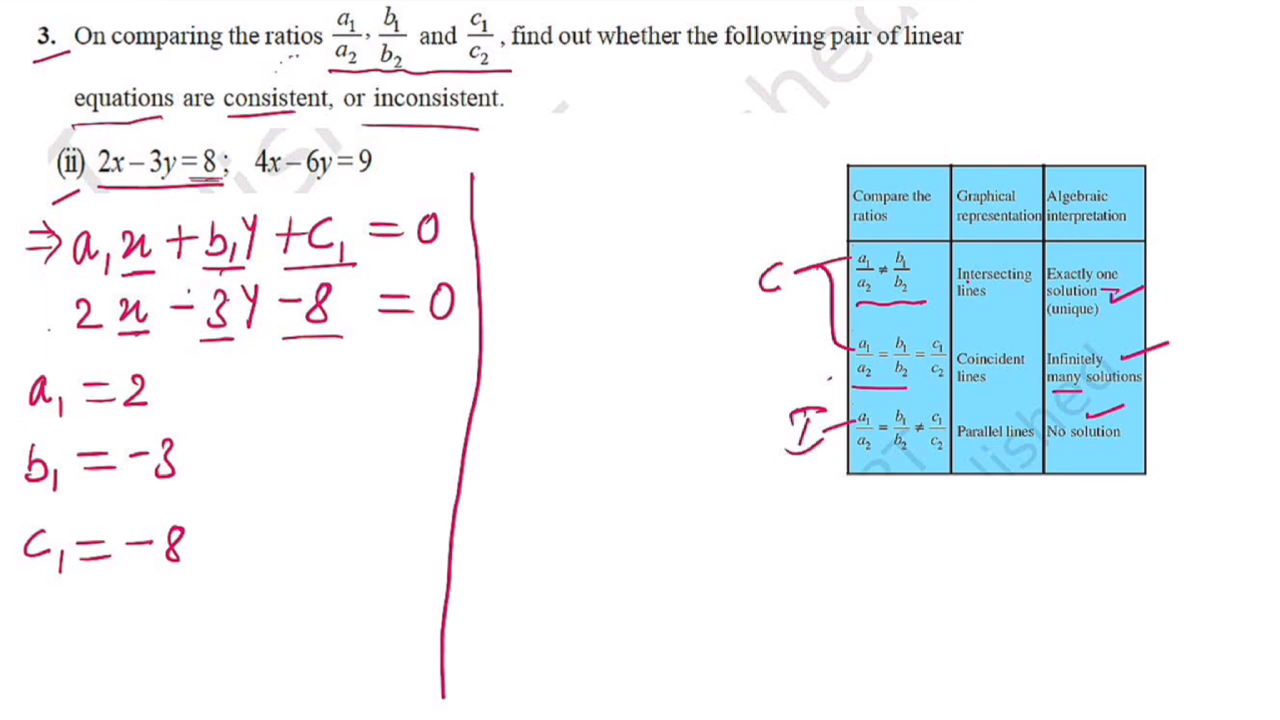 3. On comparing the ratios a₁/a₂, b₁/b₂ and c₁/c₂, find out whether the following pair of linear
equations are consistent, or inconsistent.
(ii) 2x – 3y = 8 ; 4x – 6y = 9
⇒ a₁x + b₁y + c₁ = 0
2x - 3y - 8 = 0
a₁ = 2
b₁ = -3
c₁ = -8
Compare the ratios
Graphical representation
Algebraic interpretation
C
a₁/a₂ ≠ b₁/b₂
Intersecting lines
Exactly one solution (unique)
a₁/a₂ = b₁/b₂ = c₁/c₂
Coincident lines
Infinitely many solutions
I
a₁/a₂ = b₁/b₂ ≠ c₁/c₂
Parallel lines
No solution